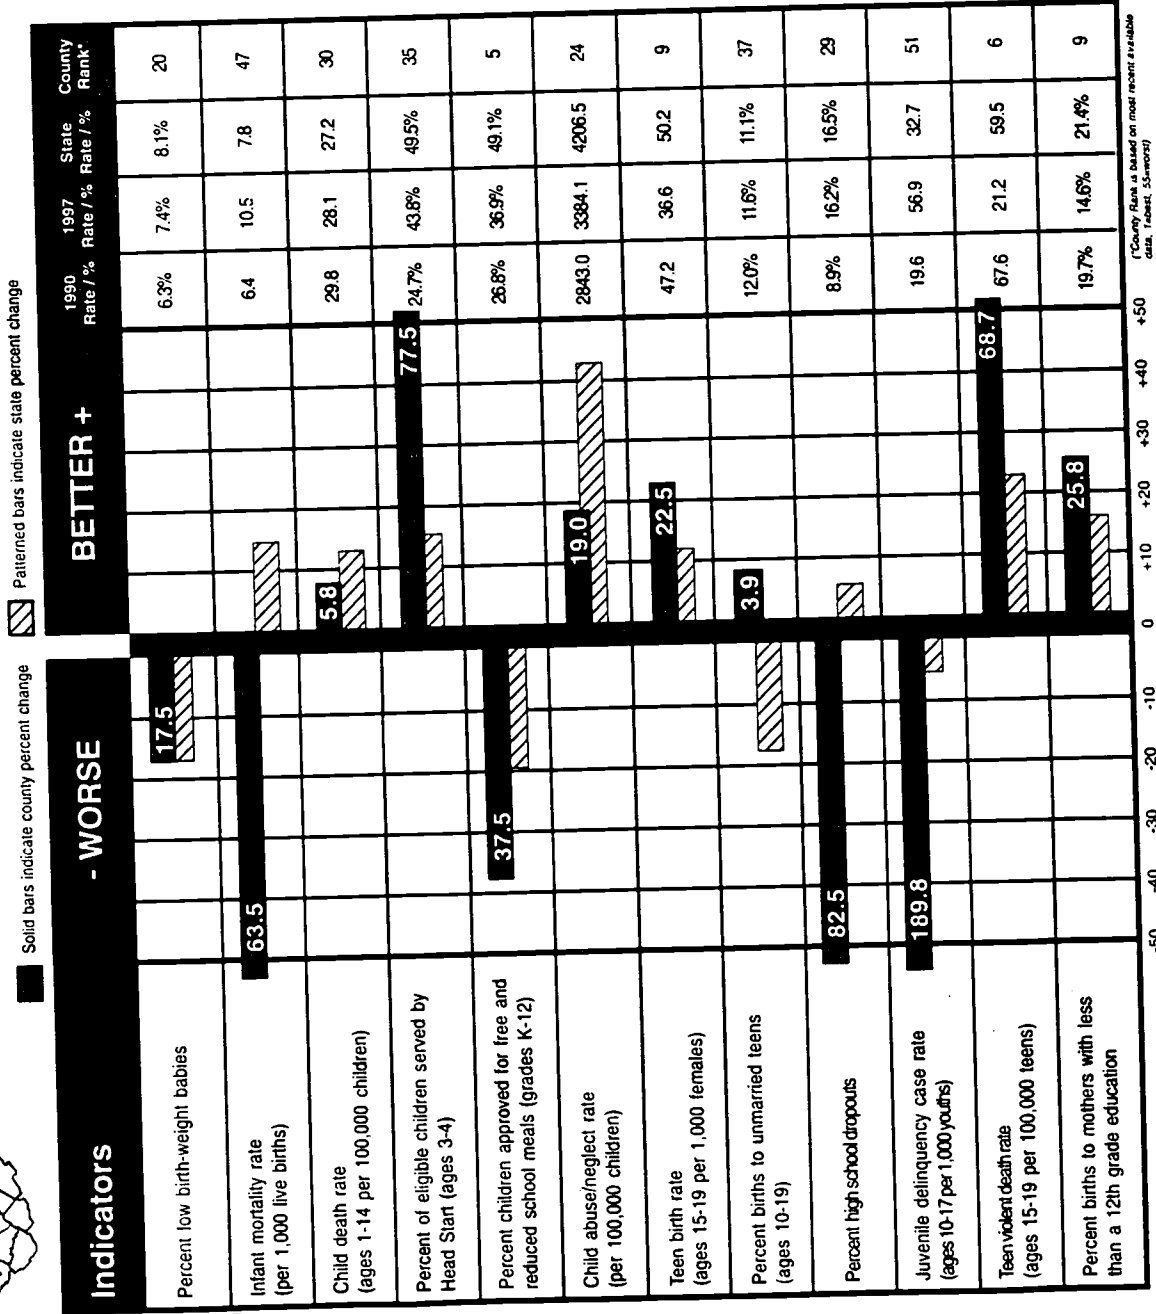 Solid bars indicate county percent change
Patterned bars indicate state percent change
Indicators
- WORSE
BETTER +
1990
Rate / %
1997
Rate / %
State
Rate / %
County
Rank*
Percent low birth-weight babies
17.5
6.3%
7.4%
8.1%
20
Infant mortality rate
(per 1,000 live births)
63.5
6.4
10.5
7.8
47
Child death rate
(ages 1-14 per 100,000 children)
5.8
29.8
28.1
27.2
30
Percent of eligible children served by
Head Start (ages 3-4)
77.5
24.7%
43.8%
49.5%
35
Percent children approved for free and
reduced school meals (grades K-12)
37.5
26.8%
36.9%
49.1%
5
Child abuse/neglect rate
(per 100,000 children)
19.0
2843.0
3384.1
4206.5
24
Teen birth rate
(ages 15-19 per 1,000 females)
22.5
47.2
36.6
50.2
9
Percent births to unmarried teens
(ages 10-19)
3.9
12.0%
11.6%
11.1%
37
Percent high school dropouts
82.5
8.9%
16.2%
16.5%
29
Juvenile delinquency case rate
(ages 10-17 per 1,000 youths)
189.8
19.6
56.9
32.7
51
Teen violent death rate
(ages 15-19 per 100,000 teens)
68.7
67.6
21.2
59.5
6
Percent births to mothers with less
than a 12th grade education
25.8
19.7%
14.6%
21.4%
9
-50
-40
-30
-20
-10
0
+10
+20
+30
+40
+50
(*County Rank is based on most recent available
data, 1=best, 55=worst)